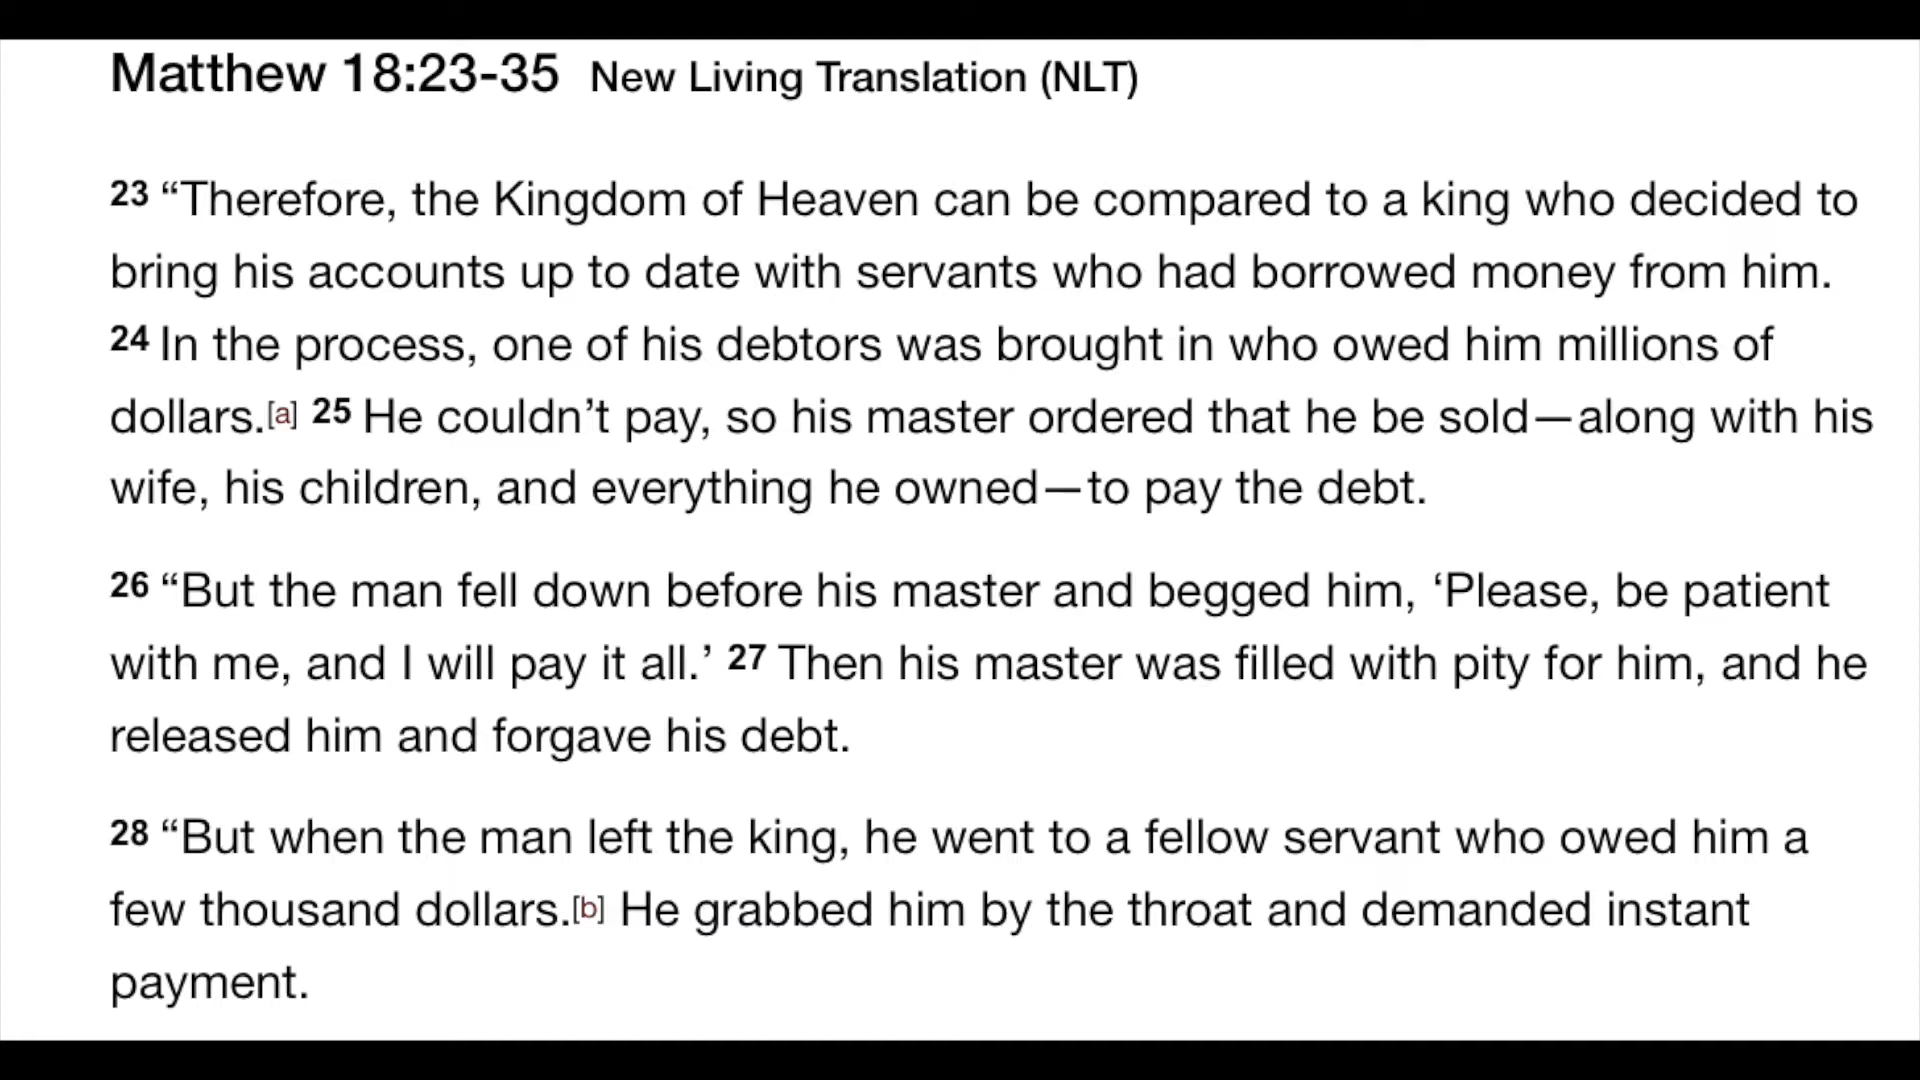 Matthew 18:23-35 New Living Translation (NLT)
23 “Therefore, the Kingdom of Heaven can be compared to a king who decided to
bring his accounts up to date with servants who had borrowed money from him.
24 In the process, one of his debtors was brought in who owed him millions of
dollars.[a] 25 He couldn’t pay, so his master ordered that he be sold—along with his
wife, his children, and everything he owned—to pay the debt.
26 “But the man fell down before his master and begged him, ‘Please, be patient
with me, and I will pay it all.’ 27 Then his master was filled with pity for him, and he
released him and forgave his debt.
28 “But when the man left the king, he went to a fellow servant who owed him a
few thousand dollars.[b] He grabbed him by the throat and demanded instant
payment.